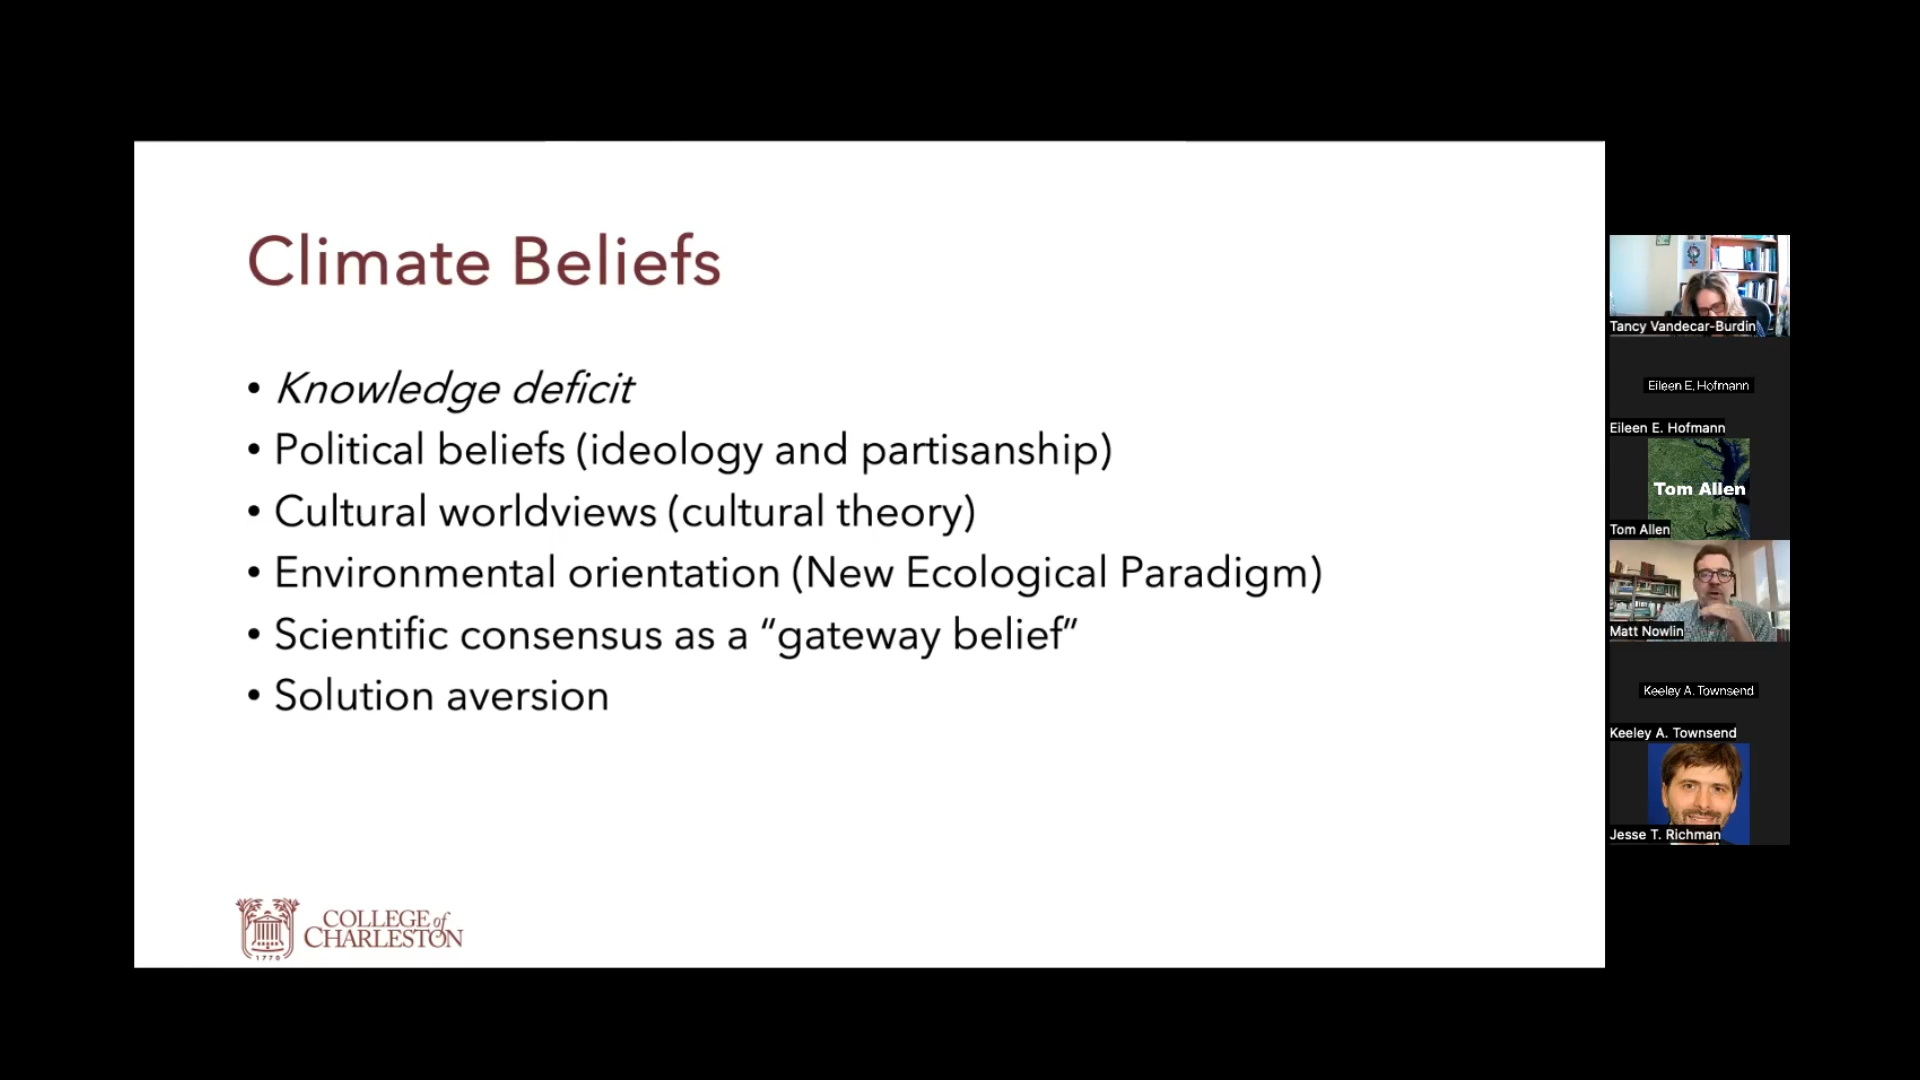 Climate Beliefs
• Knowledge deficit
• Political beliefs (ideology and partisanship)
• Cultural worldviews (cultural theory)
• Environmental orientation (New Ecological Paradigm)
• Scientific consensus as a “gateway belief”
• Solution aversion
COLLEGE of
CHARLESTON
1770
Tancy Vandecar-Burdin
Eileen E. Hofmann
Eileen E. Hofmann
Tom Allen
Tom Allen
Matt Nowlin
Keeley A. Townsend
Keeley A. Townsend
Jesse T. Richman